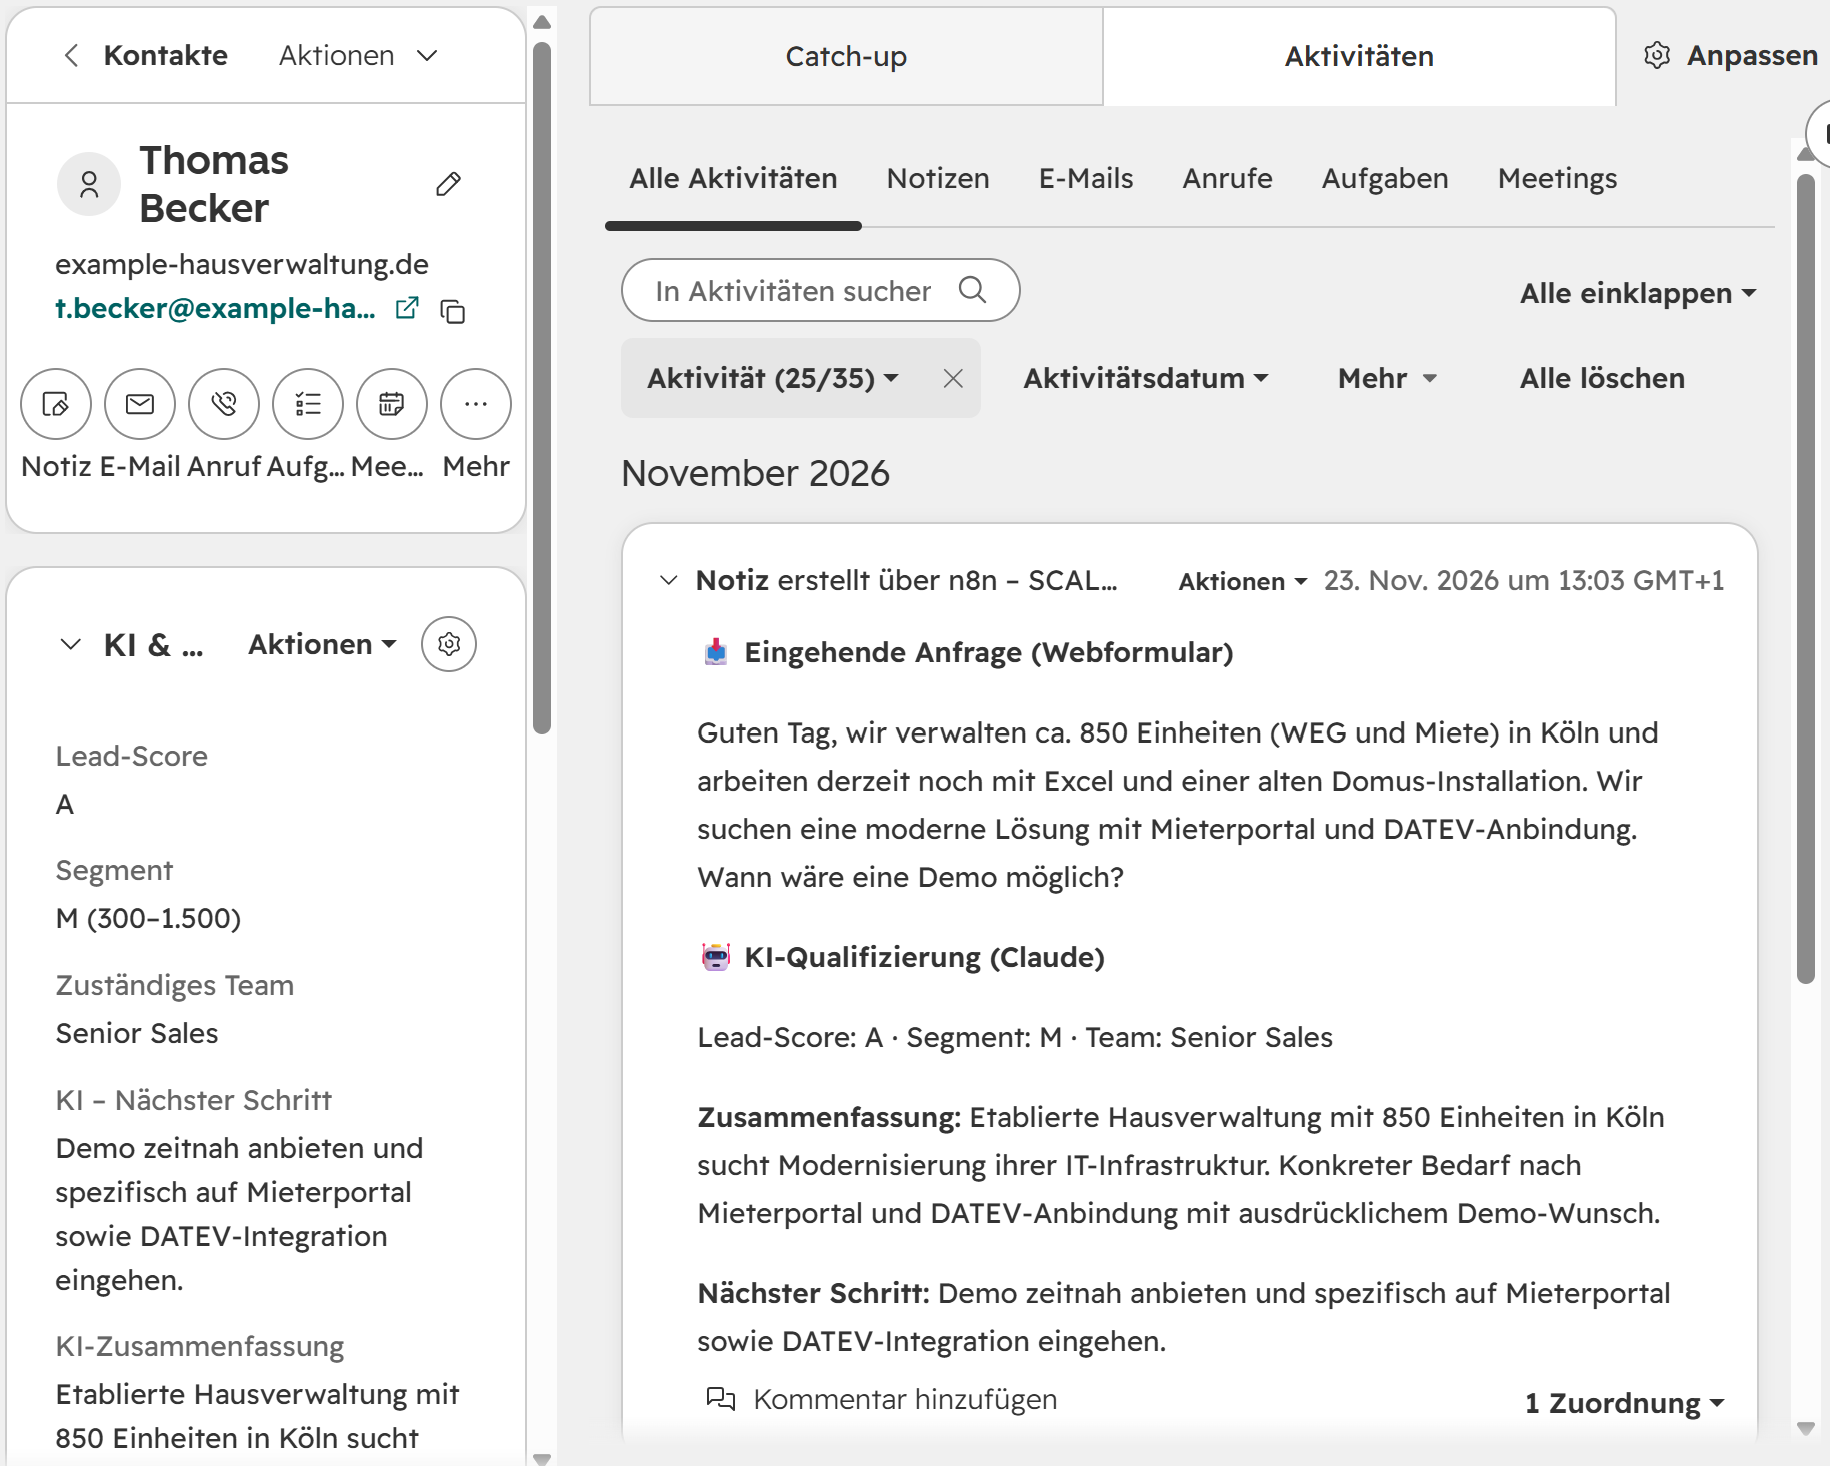 Kontakte Aktionen
Thomas
Becker
example-hausverwaltung.de
t.becker@example-ha...
Notiz E-Mail Anruf Aufg... Mee... Mehr
KI & ... Aktionen
Lead-Score
A
Segment
M (300–1.500)
Zuständiges Team
Senior Sales
KI – Nächster Schritt
Demo zeitnah anbieten und
spezifisch auf Mieterportal
sowie DATEV-Integration
eingehen.
KI-Zusammenfassung
Etablierte Hausverwaltung mit
850 Einheiten in Köln sucht
Catch-up Aktivitäten Anpassen
Alle Aktivitäten Notizen E-Mails Anrufe Aufgaben Meetings
In Aktivitäten sucher Alle einklappen
Aktivität (25/35) Aktivitätsdatum Mehr Alle löschen
November 2026
Notiz erstellt über n8n – SCAL... Aktionen 23. Nov. 2026 um 13:03 GMT+1
Eingehende Anfrage (Webformular)
Guten Tag, wir verwalten ca. 850 Einheiten (WEG und Miete) in Köln und
arbeiten derzeit noch mit Excel und einer alten Domus-Installation. Wir
suchen eine moderne Lösung mit Mieterportal und DATEV-Anbindung.
Wann wäre eine Demo möglich?
KI-Qualifizierung (Claude)
Lead-Score: A · Segment: M · Team: Senior Sales
Zusammenfassung: Etablierte Hausverwaltung mit 850 Einheiten in Köln
sucht Modernisierung ihrer IT-Infrastruktur. Konkreter Bedarf nach
Mieterportal und DATEV-Anbindung mit ausdrücklichem Demo-Wunsch.
Nächster Schritt: Demo zeitnah anbieten und spezifisch auf Mieterportal
sowie DATEV-Integration eingehen.
Kommentar hinzufügen 1 Zuordnung